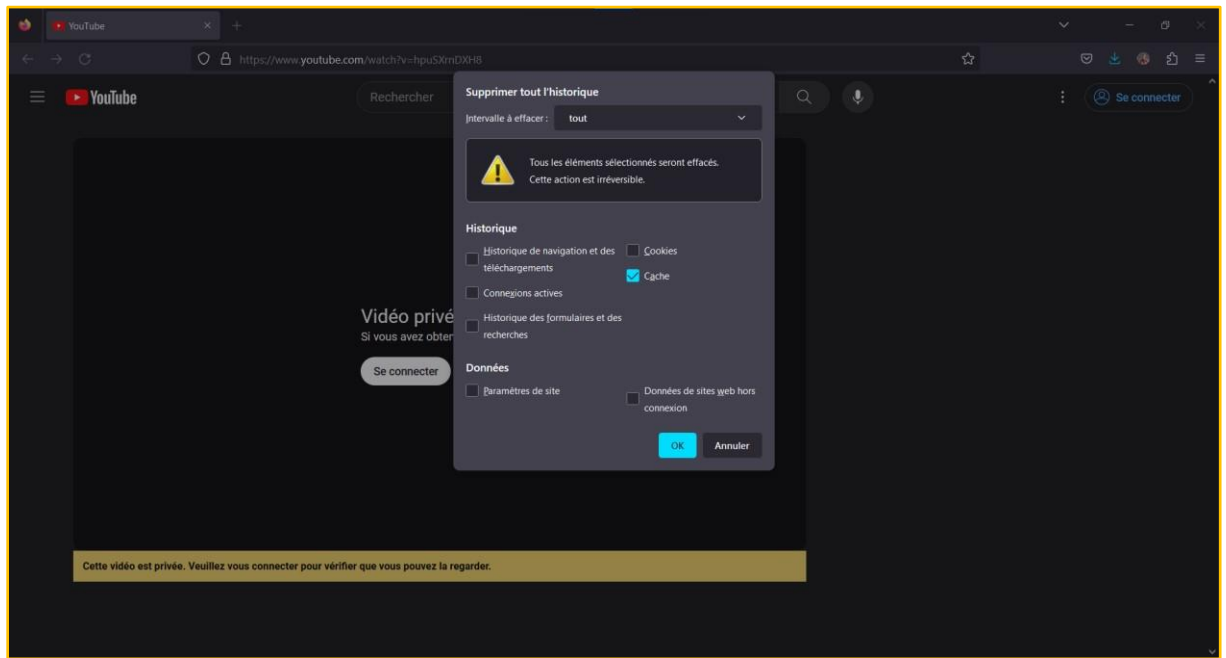 YouTube
https://www.youtube.com/watch?v=hpuSXrnDXH8
YouTube
Rechercher
Se connecter
Supprimer tout l'historique
Intervalle à effacer : tout
Tous les éléments sélectionnés seront effacés.
Cette action est irréversible.
Historique
Historique de navigation et des
téléchargements
Cookies
Cache
Connexions actives
Historique des formulaires et des
recherches
Données
Paramètres de site
Données de sites web hors
connexion
OK
Annuler
Vidéo privé
Si vous avez obten
Se connecter
Cette vidéo est privée. Veuillez vous connecter pour vérifier que vous pouvez la regarder.